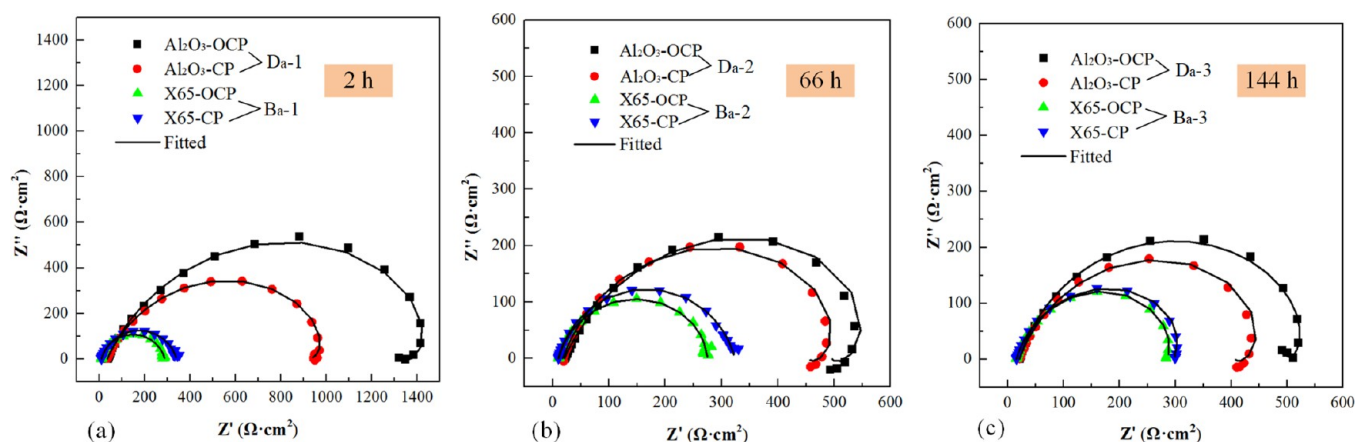 1400
1200
1000
800
600
400
200
0
Z'' (Ω·cm²)
Al₂O₃-OCP
Al₂O₃-CP
Da-1
X65-OCP
X65-CP
Ba-1
Fitted
2 h
0 200 400 600 800 1000 1200 1400
(a)
Z' (Ω·cm²)
600
500
400
300
200
100
0
Z'' (Ω·cm²)
Al₂O₃-OCP
Al₂O₃-CP
Da-2
X65-OCP
X65-CP
Ba-2
Fitted
66 h
0 100 200 300 400 500 600
(b)
Z' (Ω·cm²)
600
500
400
300
200
100
0
Z'' (Ω·cm²)
Al₂O₃-OCP
Al₂O₃-CP
Da-3
X65-OCP
X65-CP
Ba-3
Fitted
144 h
0 100 200 300 400 500 600
(c)
Z' (Ω·cm²)